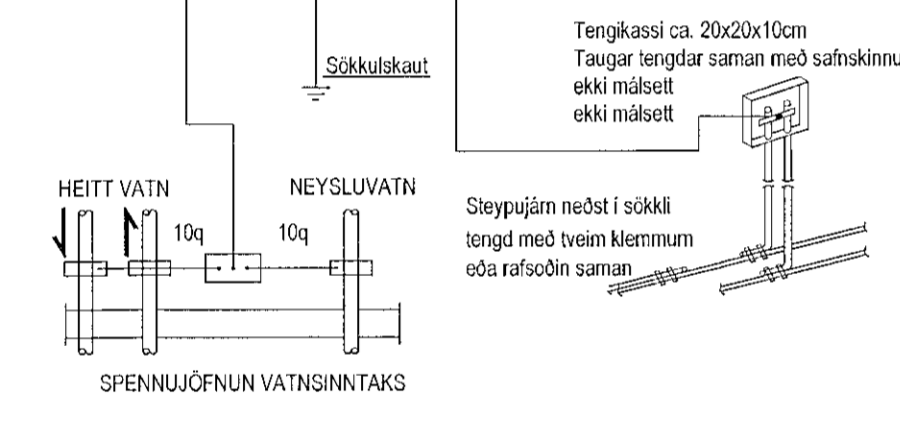 Tengikassi ca. 20x20x10cm
Taugar tengdar saman með safnskinnu
ekki málsett
ekki málsett
Sökkulskaut
HEITT VATN
NEYSLUVATN
10q
10q
Steypujárn neðst í sökkli
tengd með tveim klemmum
eða rafsoðin saman
SPENNUJÖFNUN VATNSINNTAKS